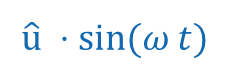 û · sin(ω t)